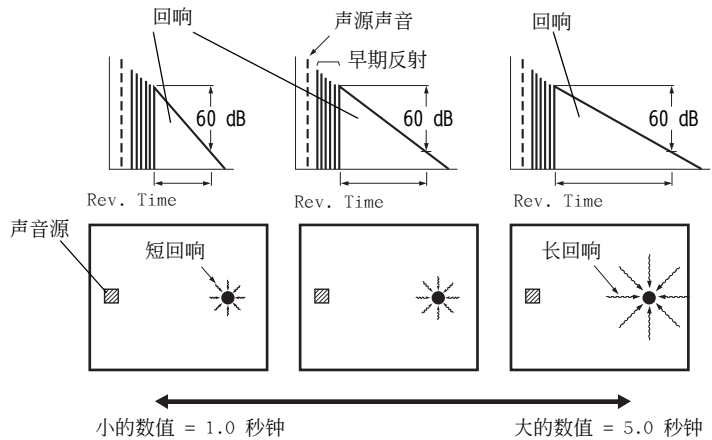 回响
声源声音
早期反射
回响
60 dB
60 dB
60 dB
Rev. Time
Rev. Time
Rev. Time
声音源
短回响
长回响
小的数值 = 1.0 秒钟
大的数值 = 5.0 秒钟